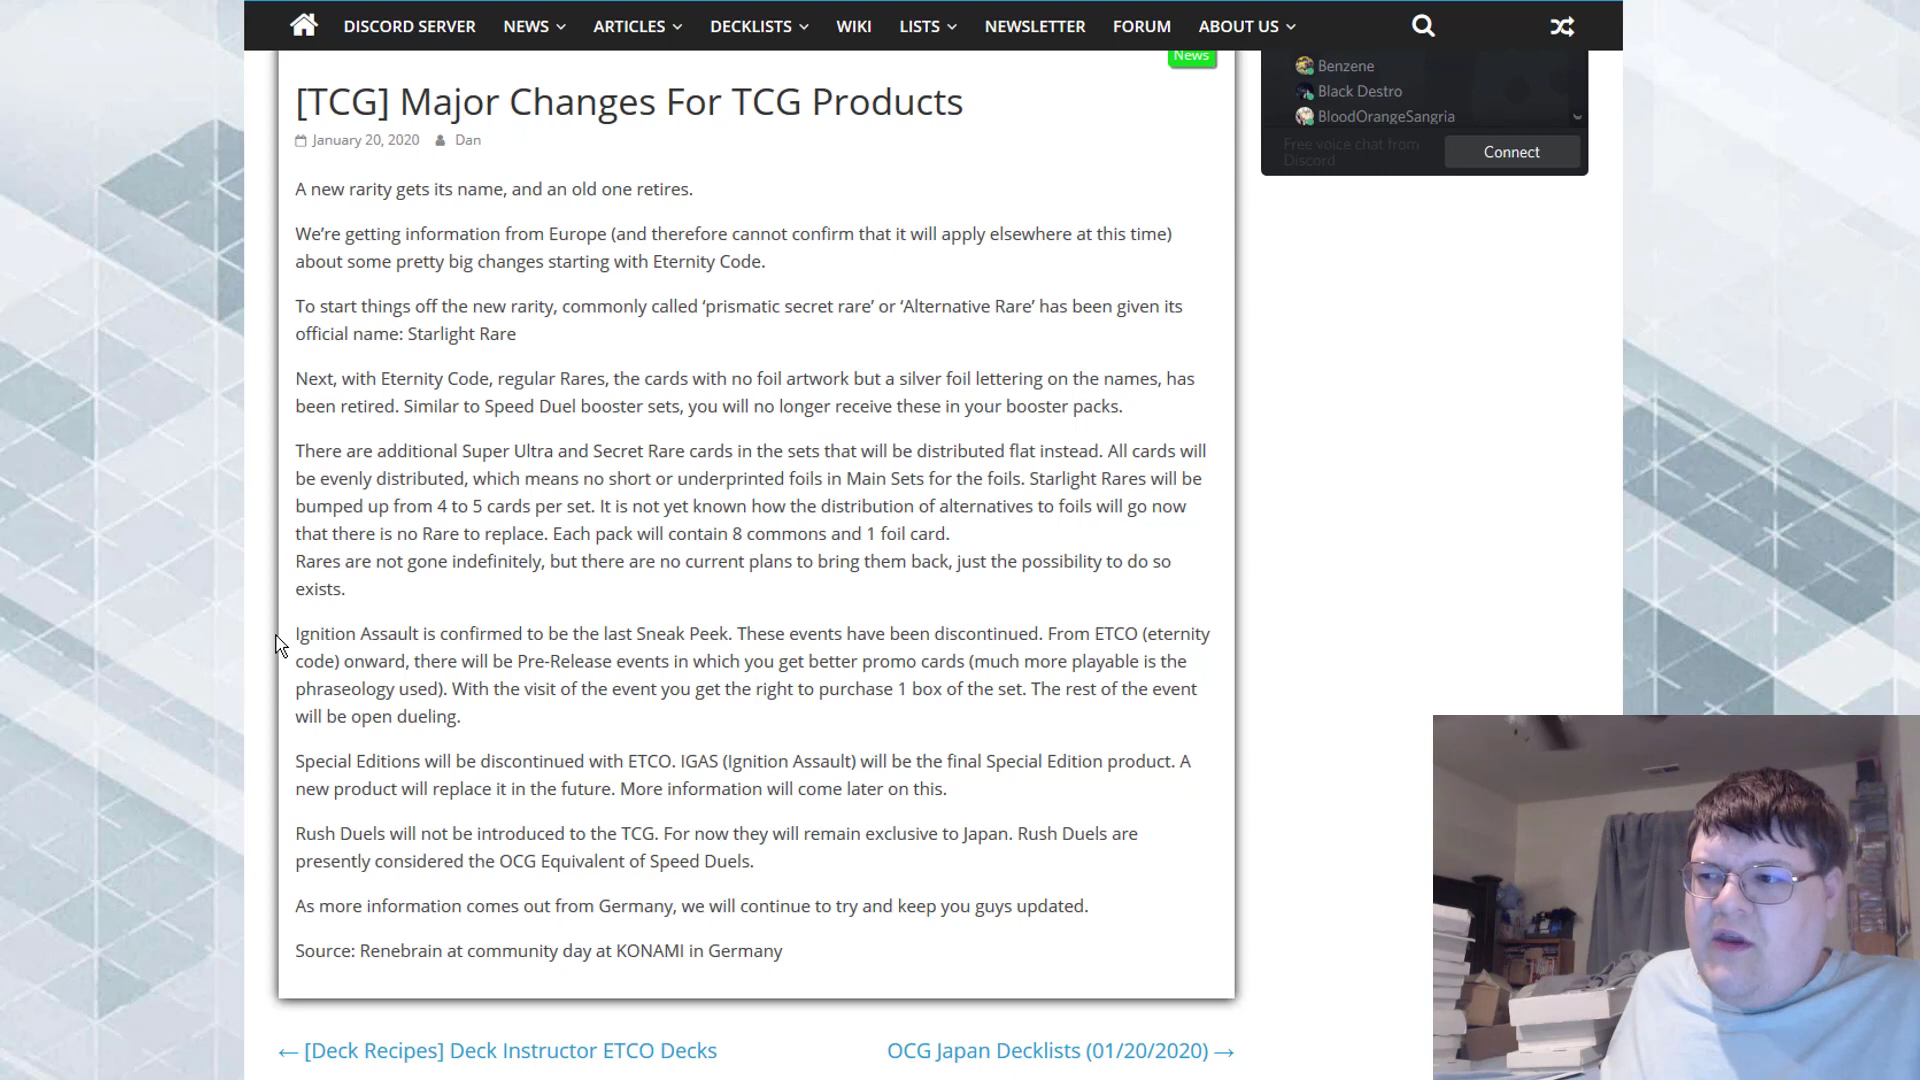 DISCORD SERVER NEWS ARTICLES DECKLISTS WIKI LISTS NEWSLETTER FORUM ABOUT US
News
[TCG] Major Changes For TCG Products
January 20, 2020 Dan
A new rarity gets its name, and an old one retires.
We're getting information from Europe (and therefore cannot confirm that it will apply elsewhere at this time)
about some pretty big changes starting with Eternity Code.
To start things off the new rarity, commonly called ‘prismatic secret rare’ or ‘Alternative Rare’ has been given its
official name: Starlight Rare
Next, with Eternity Code, regular Rares, the cards with no foil artwork but a silver foil lettering on the names, has
been retired. Similar to Speed Duel booster sets, you will no longer receive these in your booster packs.
There are additional Super Ultra and Secret Rare cards in the sets that will be distributed flat instead. All cards will
be evenly distributed, which means no short or underprinted foils in Main Sets for the foils. Starlight Rares will be
bumped up from 4 to 5 cards per set. It is not yet known how the distribution of alternatives to foils will go now
that there is no Rare to replace. Each pack will contain 8 commons and 1 foil card.
Rares are not gone indefinitely, but there are no current plans to bring them back, just the possibility to do so
exists.
Ignition Assault is confirmed to be the last Sneak Peek. These events have been discontinued. From ETCO (eternity
code) onward, there will be Pre-Release events in which you get better promo cards (much more playable is the
phraseology used). With the visit of the event you get the right to purchase 1 box of the set. The rest of the event
will be open dueling.
Special Editions will be discontinued with ETCO. IGAS (Ignition Assault) will be the final Special Edition product. A
new product will replace it in the future. More information will come later on this.
Rush Duels will not be introduced to the TCG. For now they will remain exclusive to Japan. Rush Duels are
presently considered the OCG Equivalent of Speed Duels.
As more information comes out from Germany, we will continue to try and keep you guys updated.
Source: Renebrain at community day at KONAMI in Germany
← [Deck Recipes] Deck Instructor ETCO Decks
OCG Japan Decklists (01/20/2020) →
Benzene
Black Destro
BloodOrangeSangria
Free voice chat from
Discord
Connect